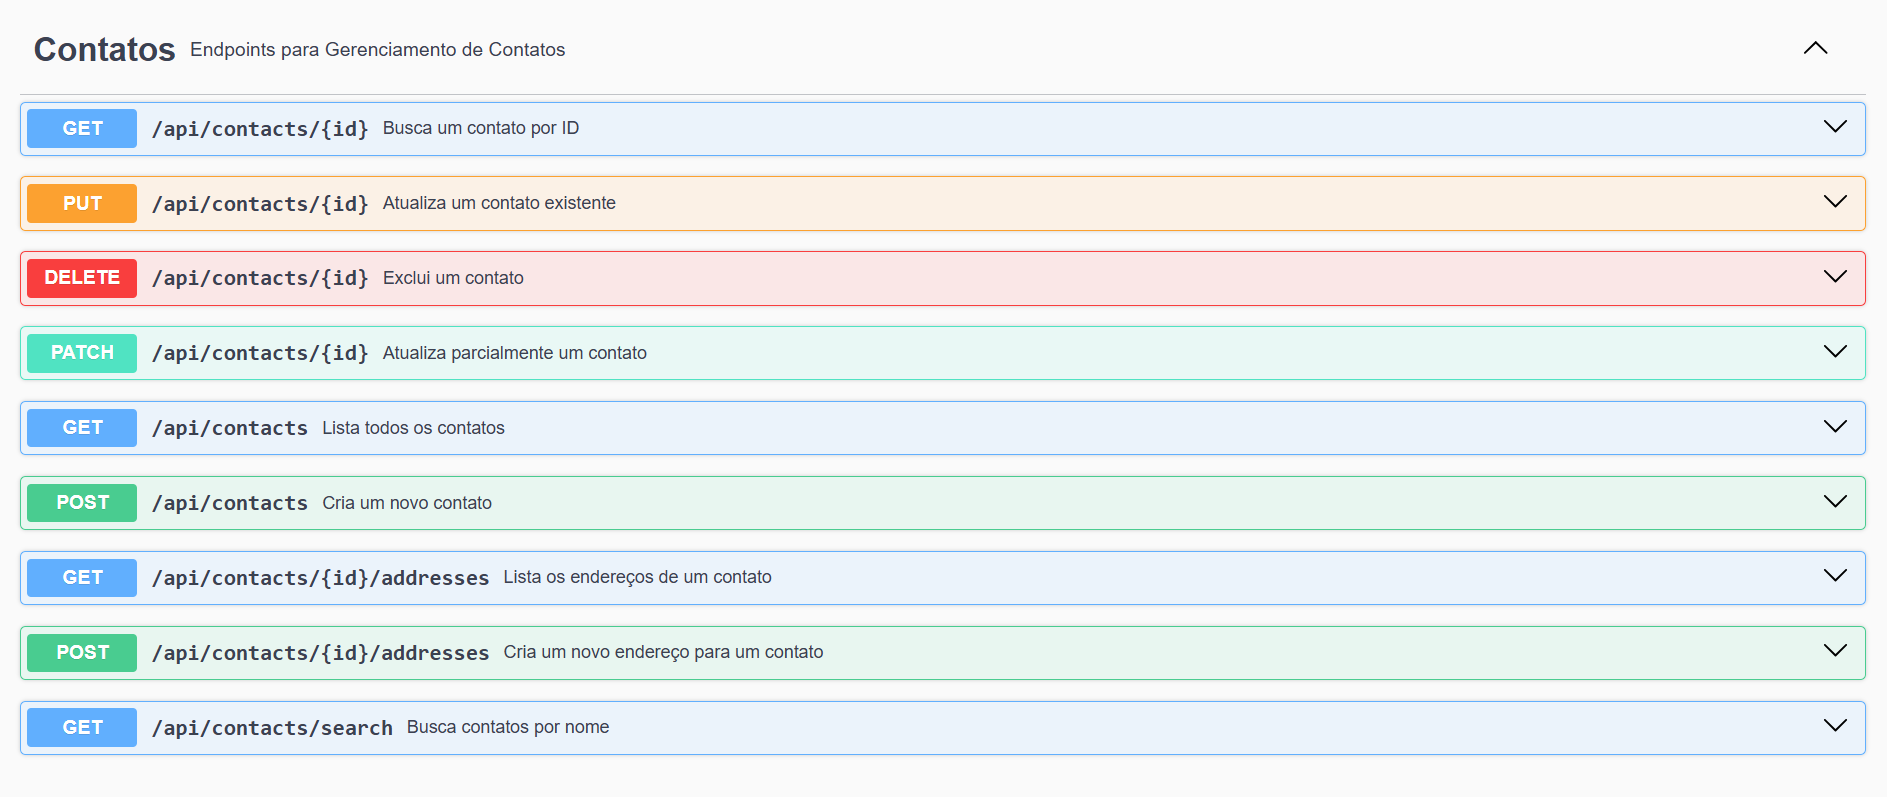 Contatos Endpoints para Gerenciamento de Contatos
GET /api/contacts/{id} Busca um contato por ID
PUT /api/contacts/{id} Atualiza um contato existente
DELETE /api/contacts/{id} Exclui um contato
PATCH /api/contacts/{id} Atualiza parcialmente um contato
GET /api/contacts Lista todos os contatos
POST /api/contacts Cria um novo contato
GET /api/contacts/{id}/addresses Lista os endereços de um contato
POST /api/contacts/{id}/addresses Cria um novo endereço para um contato
GET /api/contacts/search Busca contatos por nome